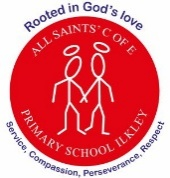 Rooted in God's love
ALL SAINTS' C OF E
PRIMARY SCHOOL ILKLEY
Service, Compassion, Perseverance, Respect